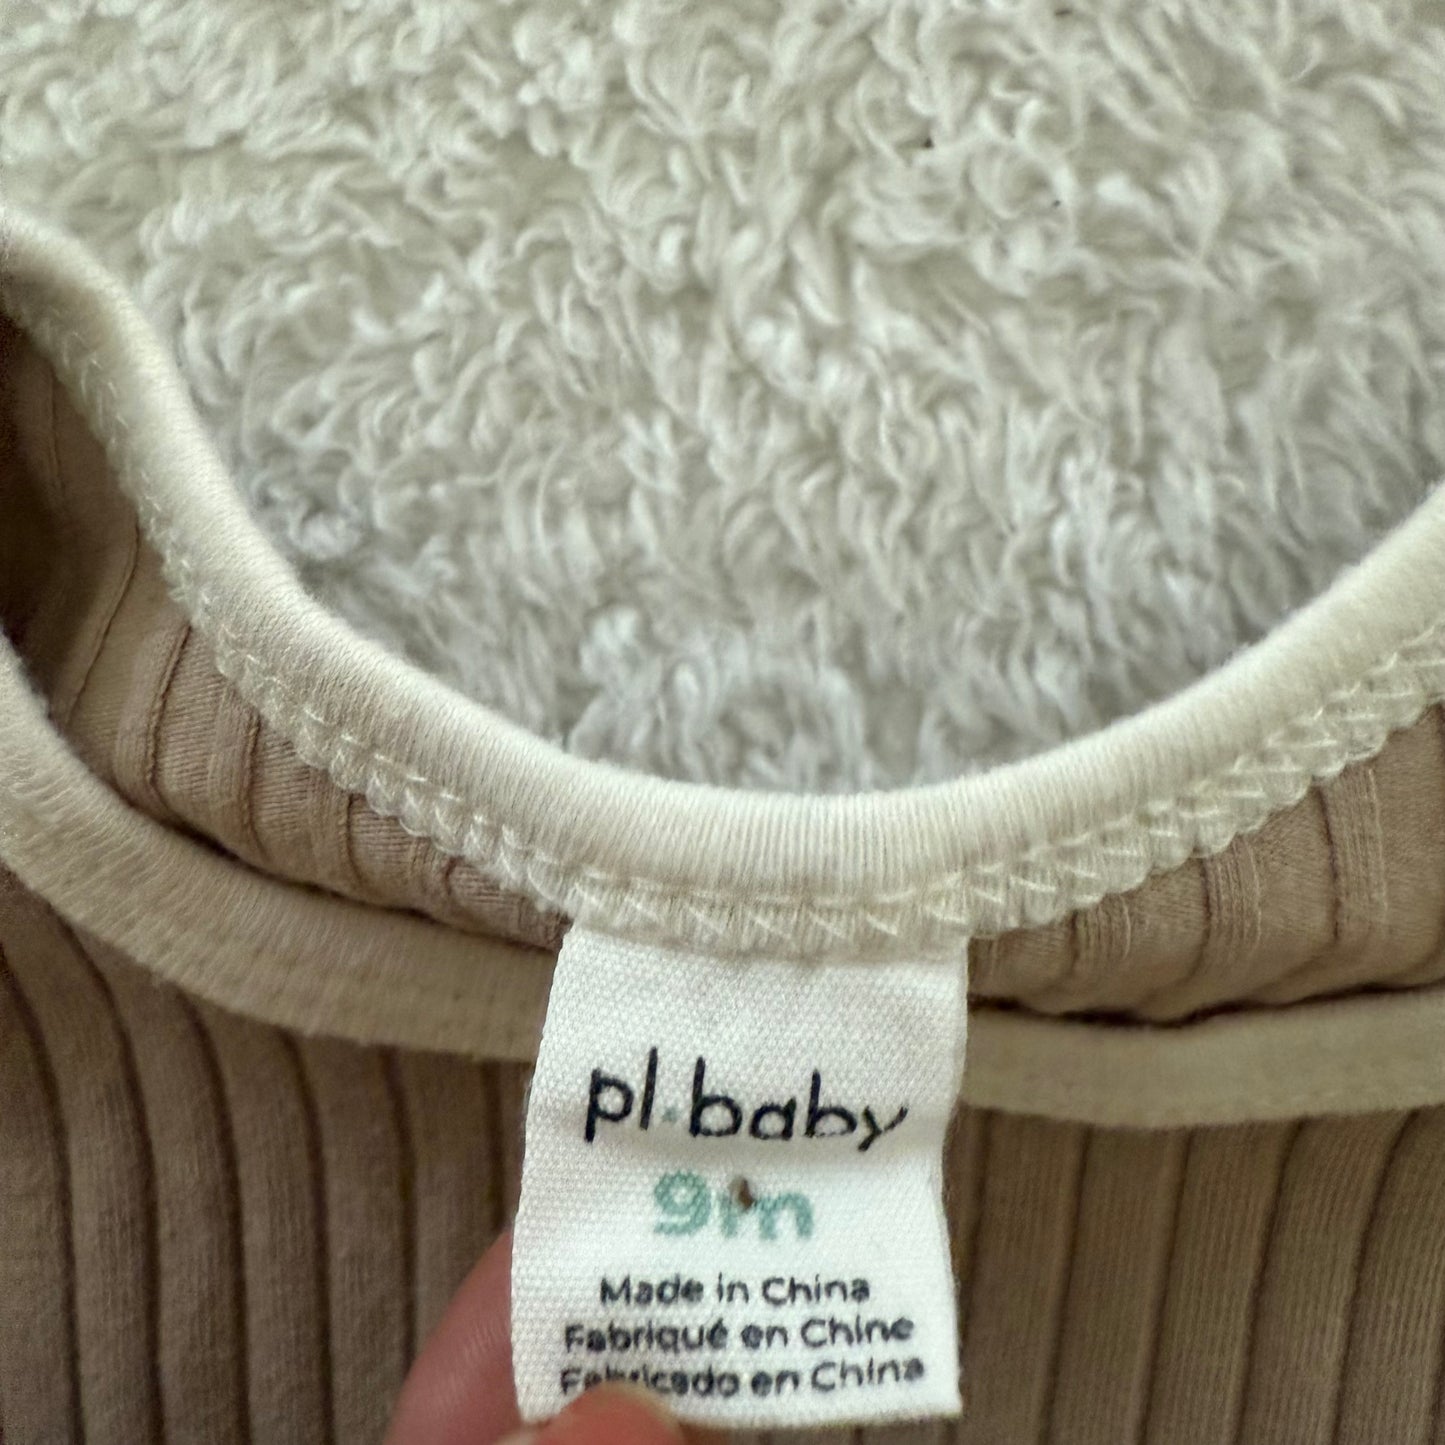 pl.baby
9m
Made in China
Fabriqué en Chine
Fabricado en China